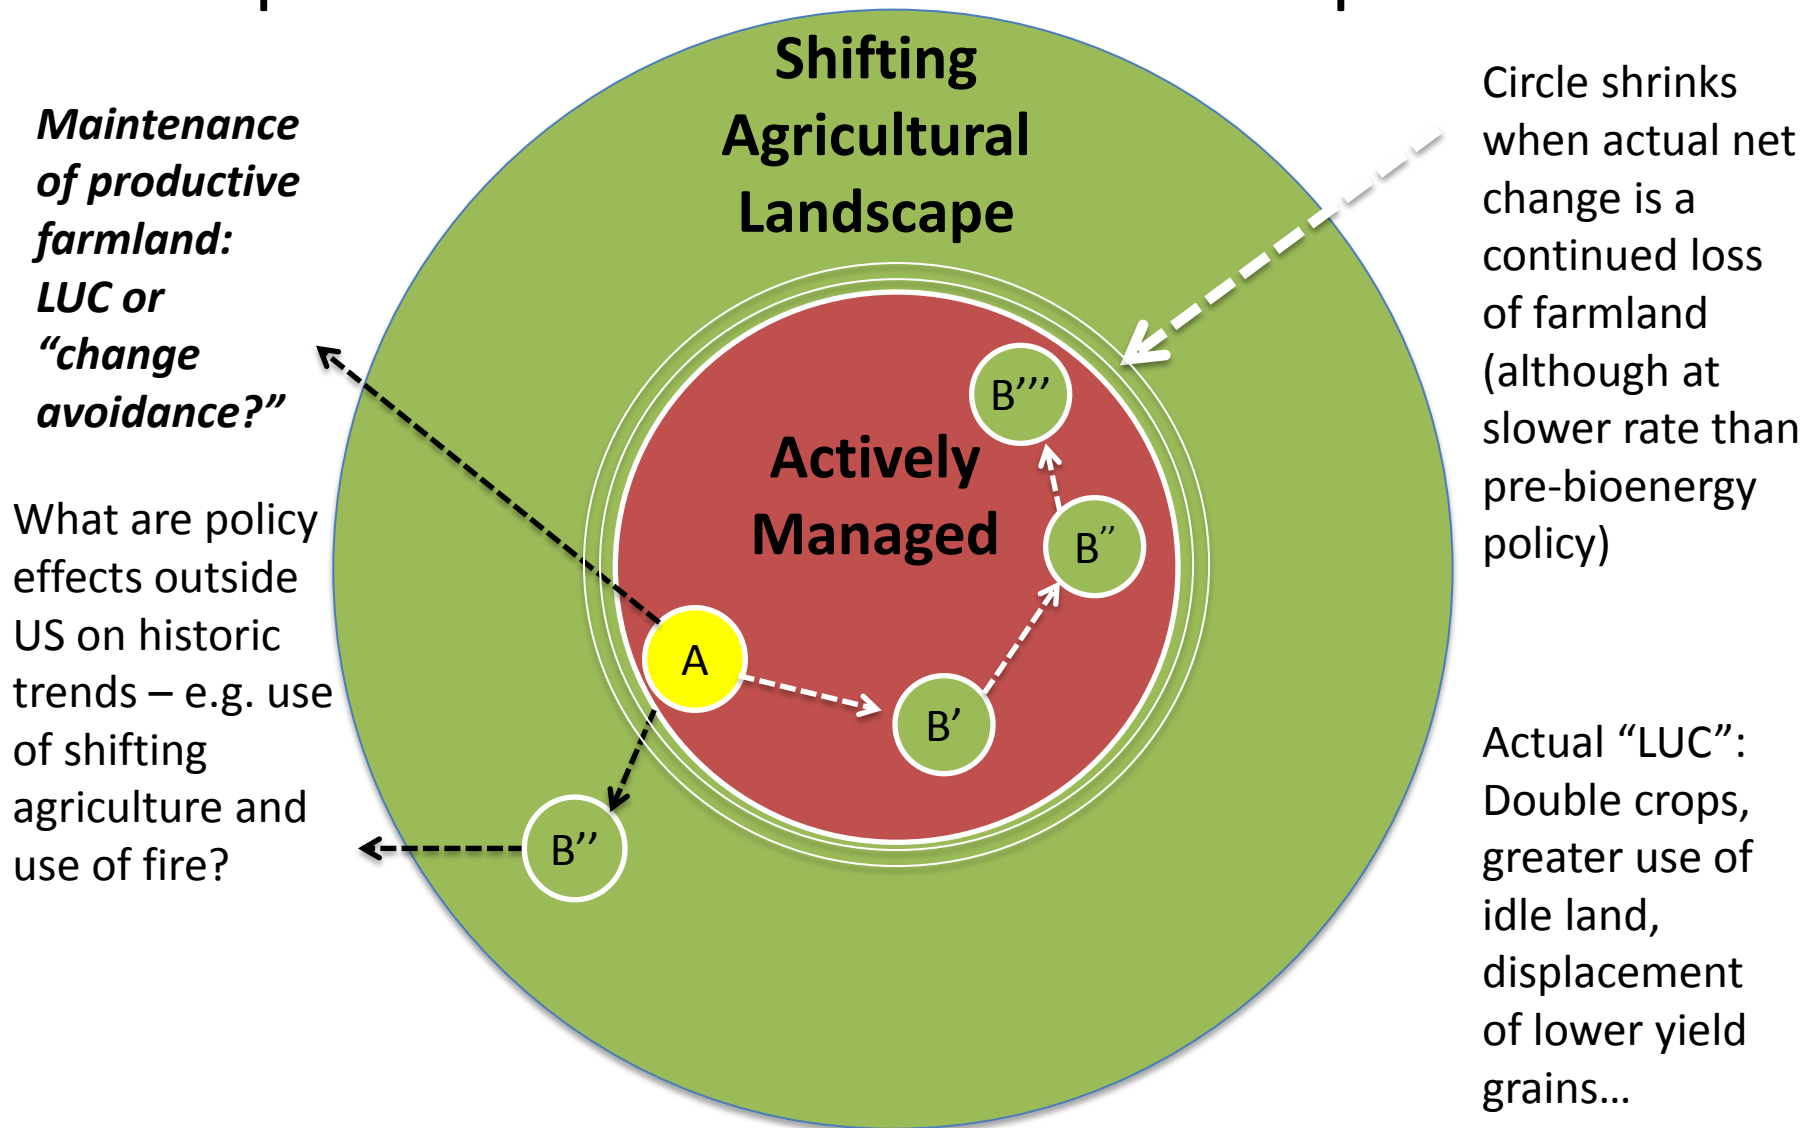 Shifting
Agricultural
Landscape
Maintenance
of productive
farmland:
LUC or
“change
avoidance?”
What are policy
effects outside
US on historic
trends – e.g. use
of shifting
agriculture and
use of fire?
Actively
Managed
B’’’
B’’
A
B'
B’’
Circle shrinks
when actual net
change is a
continued loss
of farmland
(although at
slower rate than
pre-bioenergy
policy)
Actual “LUC”:
Double crops,
greater use of
idle land,
displacement
of lower yield
grains...